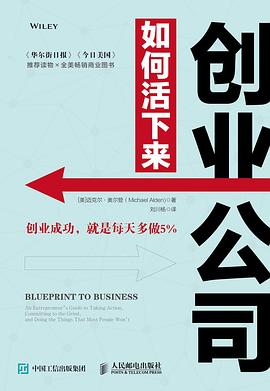 WILEY
《华尔街日报》《今日美国》
推荐读物×全美畅销商业图书
创业公司
如何活下来
[美]迈克尔·奥尔登（Michael Alden）著
刘川杨·译
创业成功，就是每天多做5%
BLUEPRINT TO BUSINESS
An Entrepreneur's Guide to Taking Action,
Committing to the Grind,
and Doing the Things That Most People Won't
中国工信出版集团
人民邮电出版社
POSTS & TELECOM PRESS